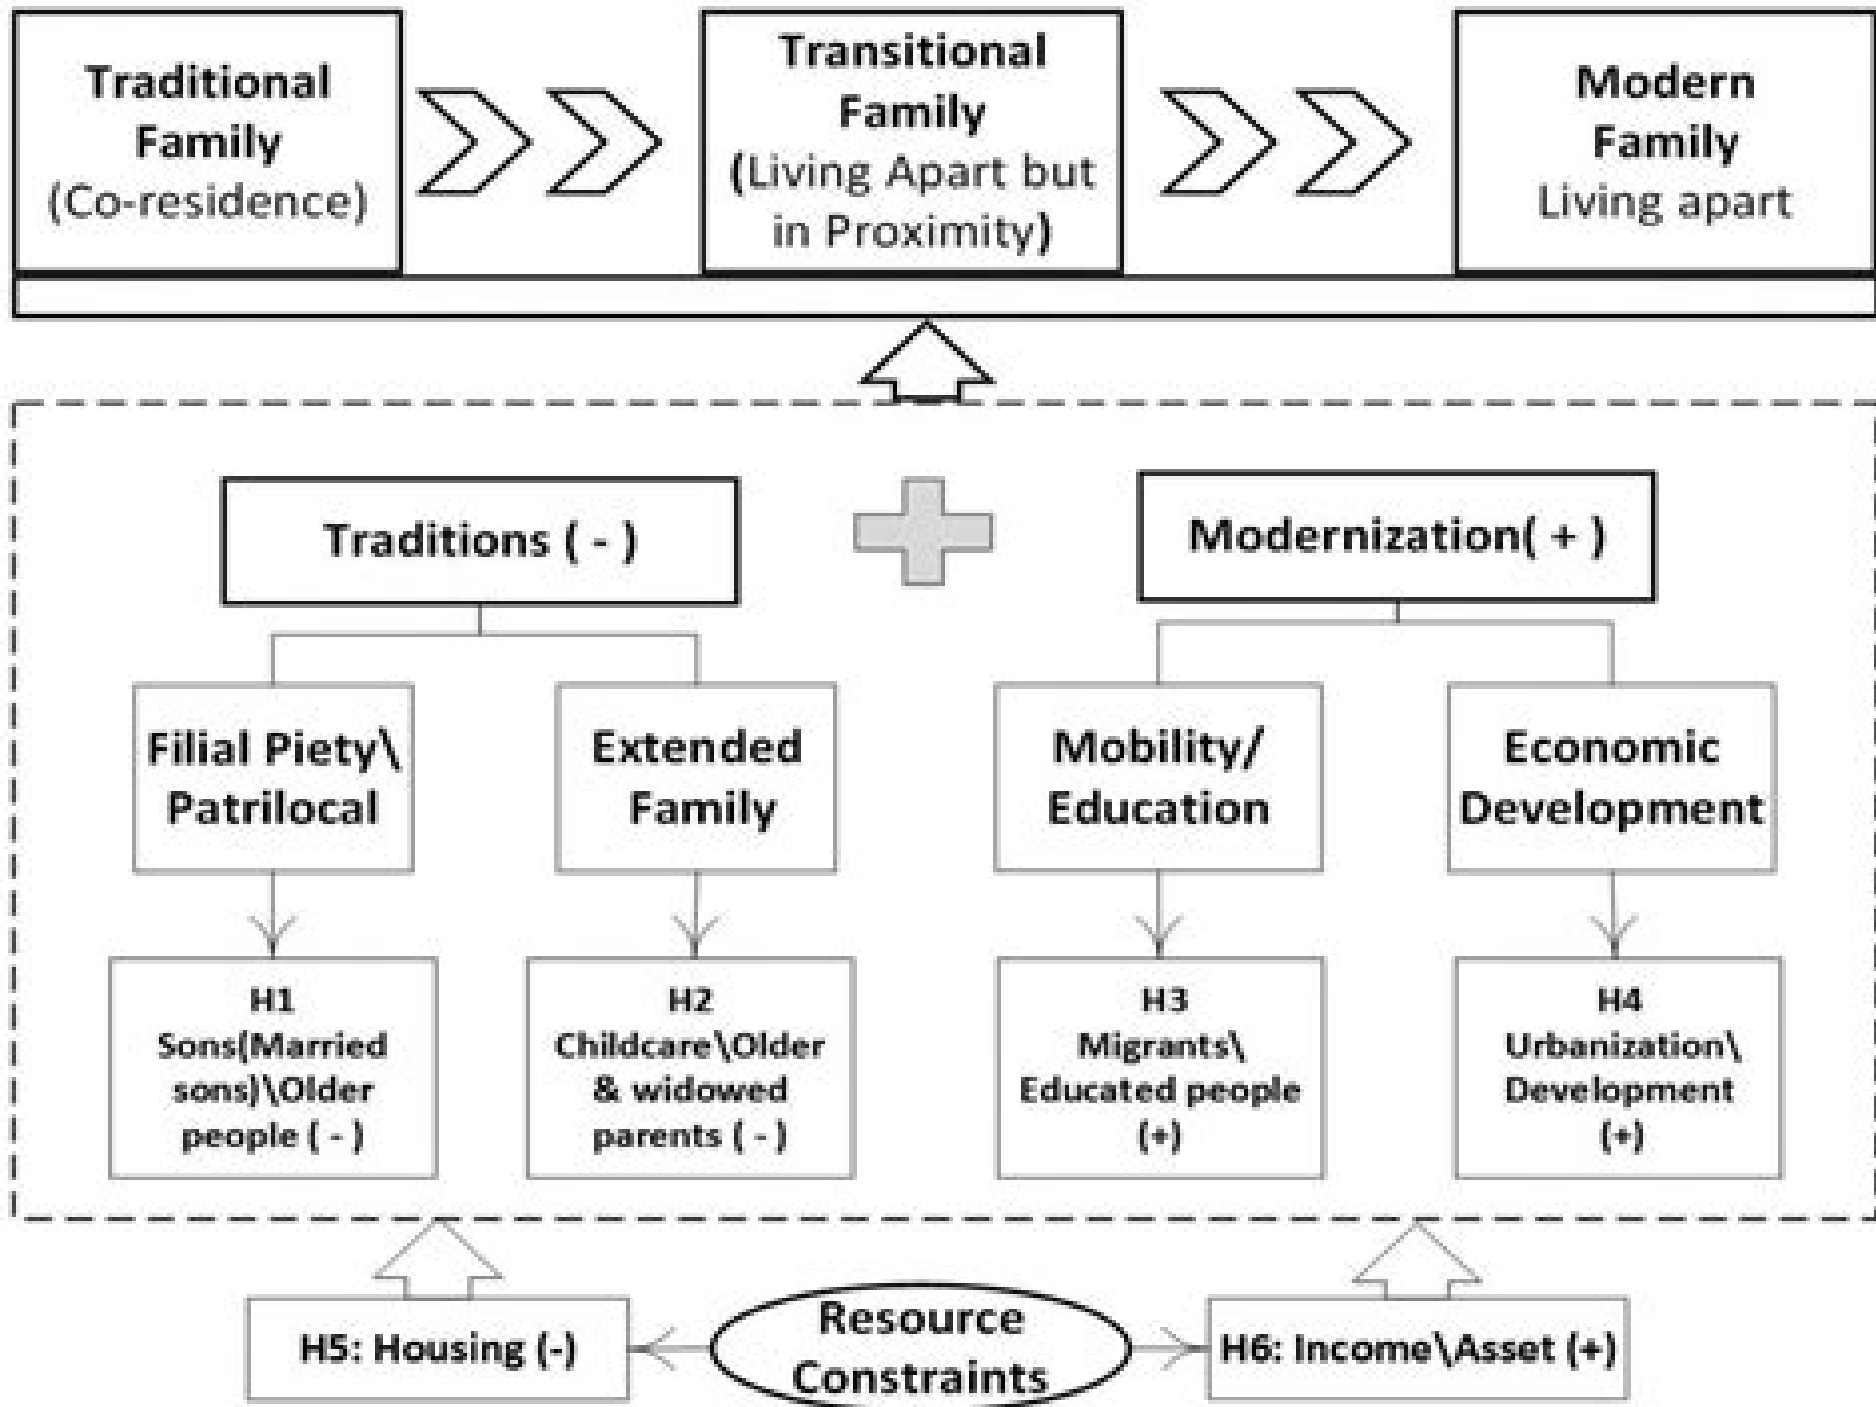 Traditional
Family
(Co-residence)
Transitional
Family
(Living Apart but
in Proximity)
Modern
Family
Living apart
Traditions ( - )
Modernization( + )
Filial Piety\
Patrilocal
Extended
Family
Mobility/
Education
Economic
Development
H1
Sons(Married
sons)\Older
people ( - )
H2
Childcare\Older
& widowed
parents ( - )
H3
Migrants\
Educated people
(+)
H4
Urbanization\
Development
(+)
H5: Housing (-)
Resource
Constraints
H6: Income\Asset (+)